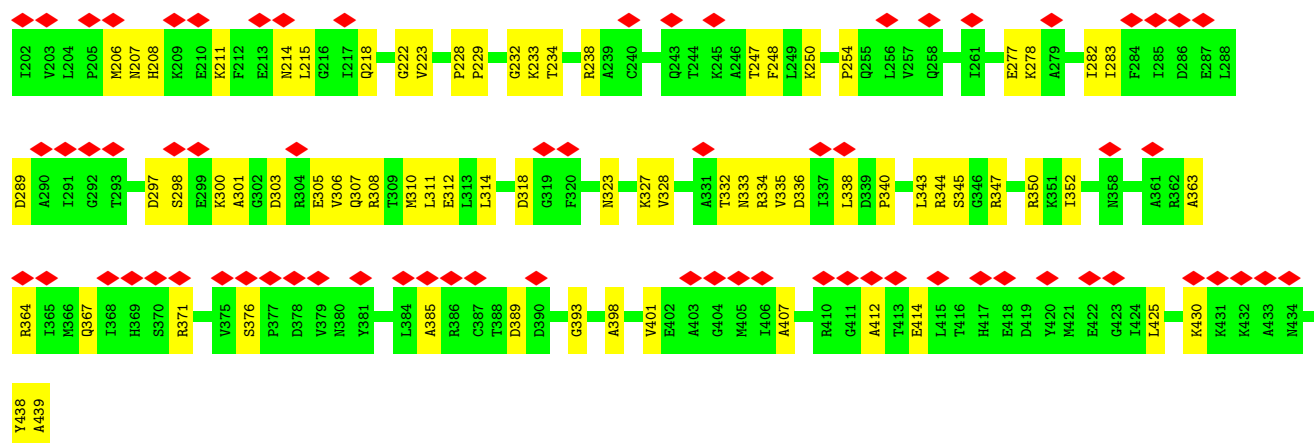 I202 V203 L204 P205 M206 N207 H208 K209 E210 K211 F212 E213 N214 L215 G216 I217 Q218 G222 V223 P228 P229 G232 K233 T234 R238 A239 C240 Q243 T244 K245 A246 T247 F248 L249 K250 P254 Q255 L256 V257 Q258 I261 E277 K278 A279 I282 I283 F284 I285 D286 E287 L288
D289 A290 I291 G292 T293 D297 S298 E299 K300 A301 G302 D303 R304 E305 V306 Q307 R308 T309 M310 L311 E312 L313 L314 D318 G319 F320 N323 K327 V328 A331 T332 N333 R334 V335 D336 I337 L338 D339 P340 L343 R344 S345 G346 R347 R350 K351 I352 N358 A361 R362 A363
R364 I365 M366 Q367 I368 H369 S370 R371 V375 S376 P377 D378 V379 N380 Y381 L384 A385 R386 C387 T388 D389 D390 G393 A398 V401 E402 A403 G404 M405 I406 A407 R410 G411 A412 T413 E414 L415 T416 H417 E418 D419 Y420 M421 E422 G423 I424 L425 K430 K431 K432 A433 N434
Y438 A439